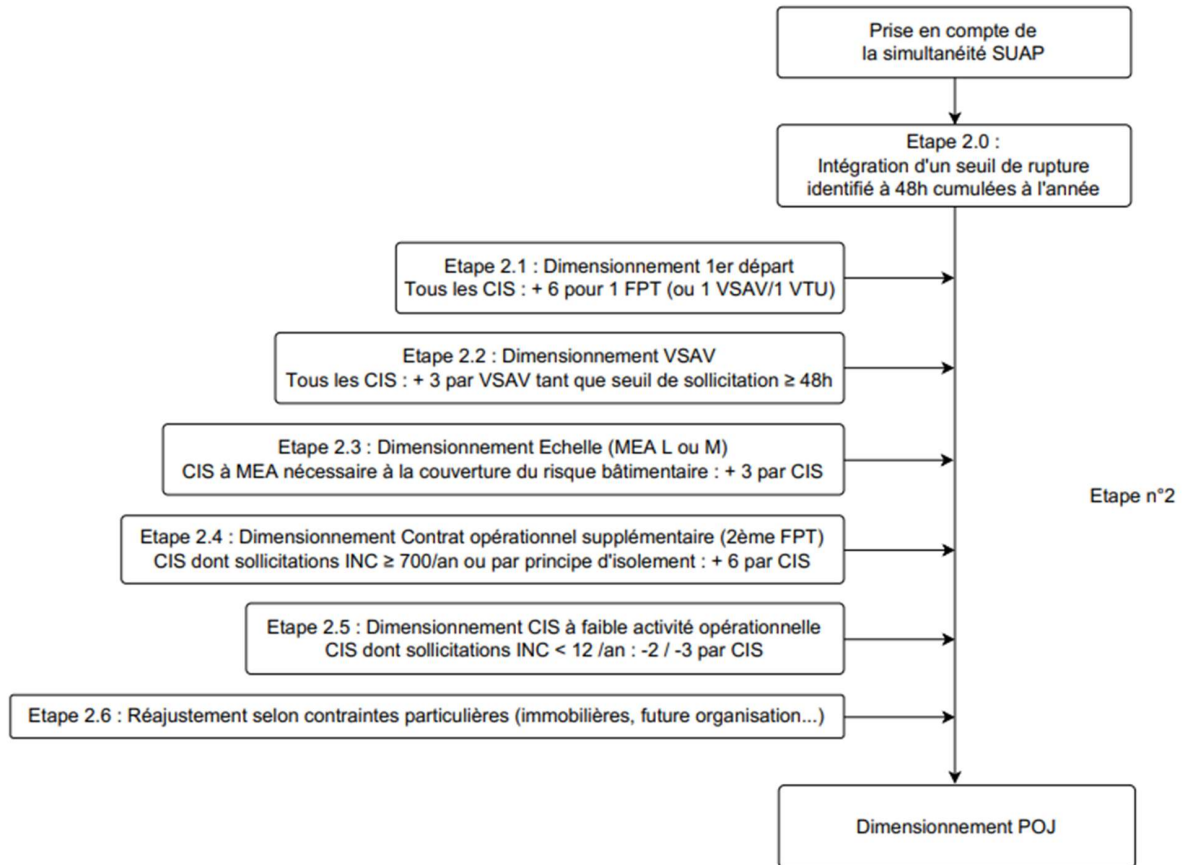 Prise en compte de
la simultanéité SUAP
Etape 2.0 :
Intégration d'un seuil de rupture
identifié à 48h cumulées à l'année
Etape 2.1 : Dimensionnement 1er départ
Tous les CIS : + 6 pour 1 FPT (ou 1 VSAV/1 VTU)
Etape 2.2 : Dimensionnement VSAV
Tous les CIS : + 3 par VSAV tant que seuil de sollicitation ≥ 48h
Etape 2.3 : Dimensionnement Echelle (MEA L ou M)
CIS à MEA nécessaire à la couverture du risque bâtimentaire : + 3 par CIS
Etape n°2
Etape 2.4 : Dimensionnement Contrat opérationnel supplémentaire (2ème FPT)
CIS dont sollicitations INC ≥ 700/an ou par principe d'isolement : + 6 par CIS
Etape 2.5 : Dimensionnement CIS à faible activité opérationnelle
CIS dont sollicitations INC < 12 /an : -2 / -3 par CIS
Etape 2.6 : Réajustement selon contraintes particulières (immobilières, future organisation...)
Dimensionnement POJ